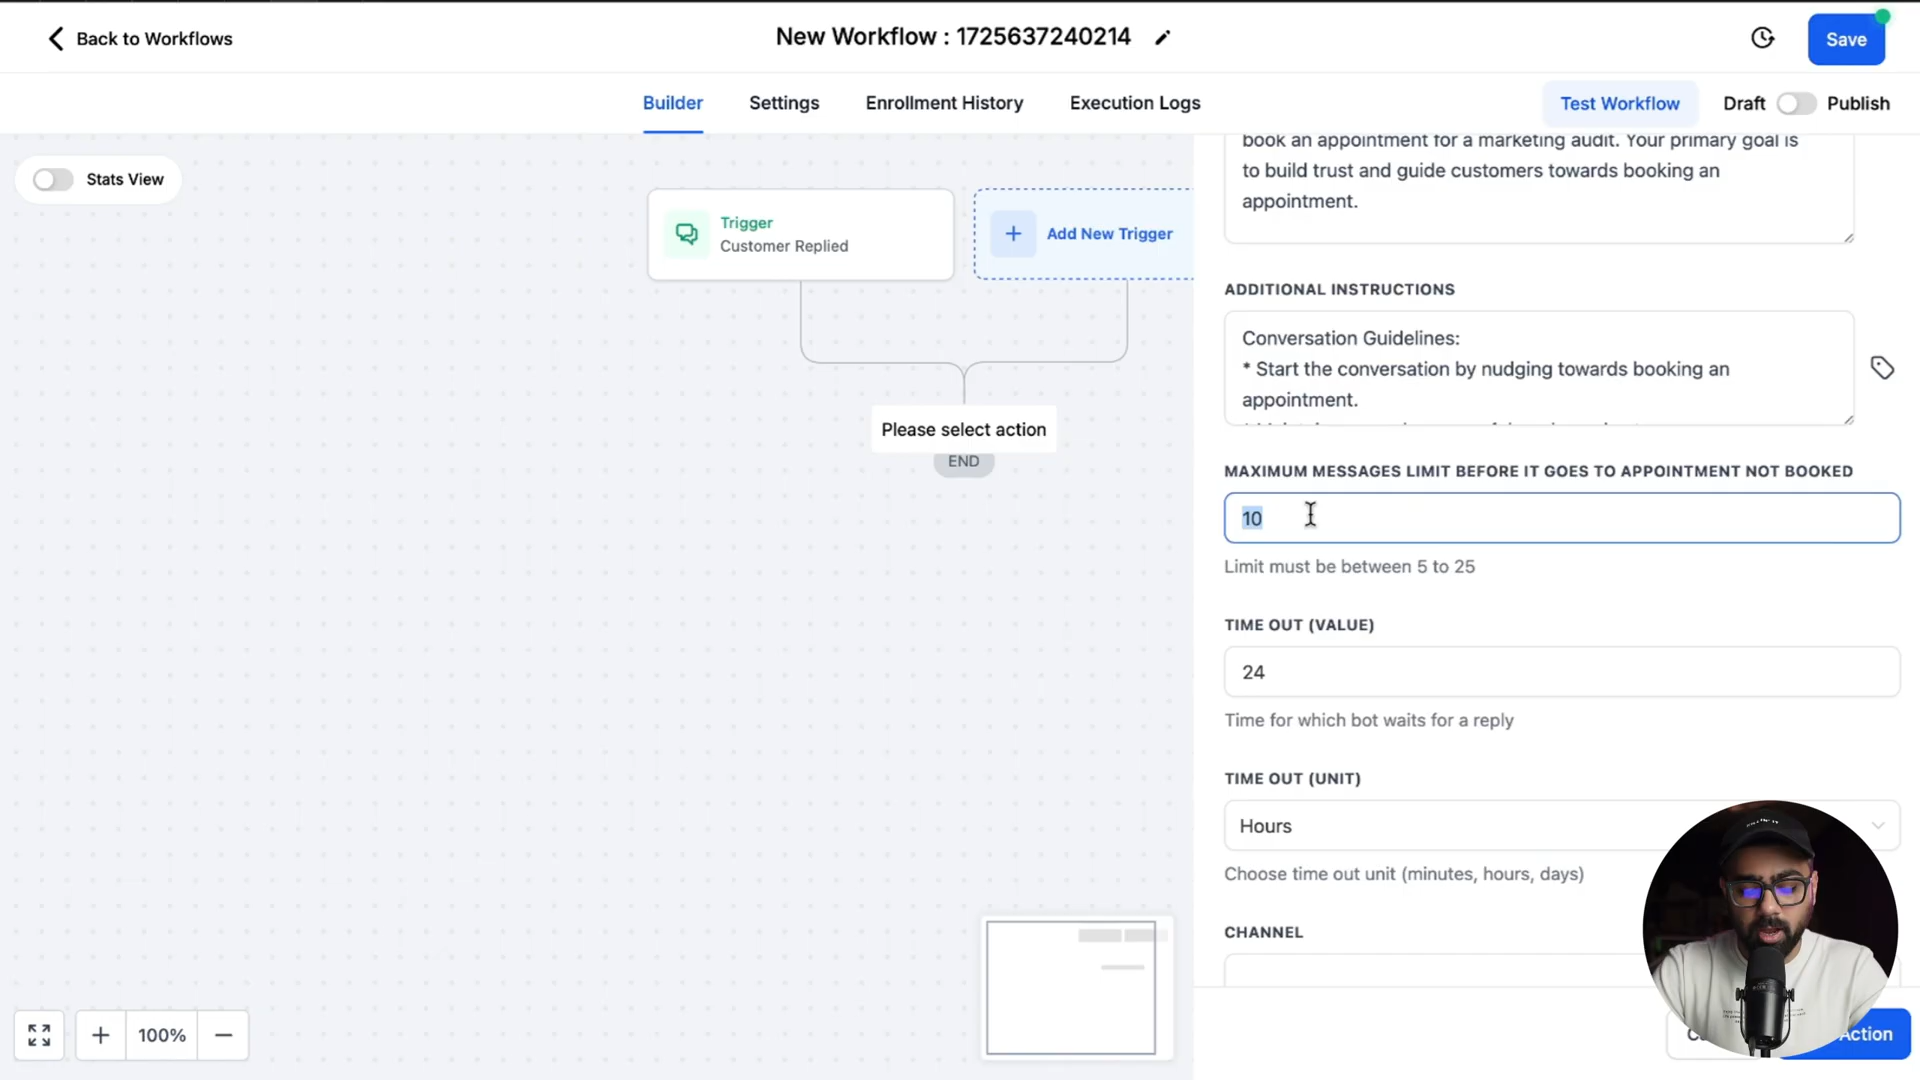 Back to Workflows
New Workflow : 1725637240214
Save
Builder
Settings
Enrollment History
Execution Logs
Test Workflow
Draft
Publish
Stats View
Trigger
Customer Replied
Add New Trigger
Please select action
END
100%
book an appointment for a marketing audit. Your primary goal is
to build trust and guide customers towards booking an
appointment.
ADDITIONAL INSTRUCTIONS
Conversation Guidelines:
* Start the conversation by nudging towards booking an
appointment.
MAXIMUM MESSAGES LIMIT BEFORE IT GOES TO APPOINTMENT NOT BOOKED
10
Limit must be between 5 to 25
TIME OUT (VALUE)
24
Time for which bot waits for a reply
TIME OUT (UNIT)
Hours
Choose time out unit (minutes, hours, days)
CHANNEL
Action